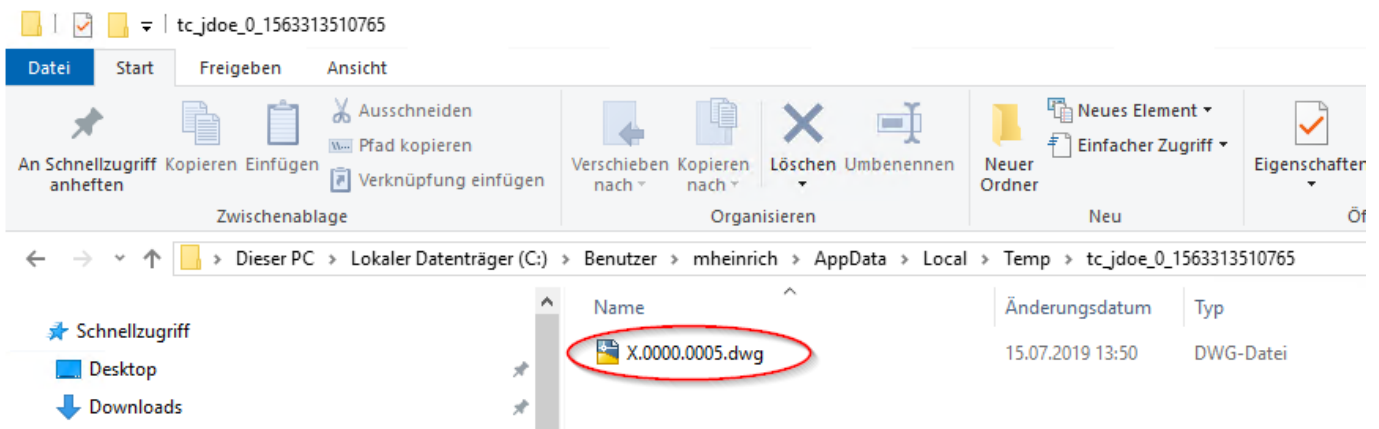 tc_jdoe_0_1563313510765
Datei Start Freigeben Ansicht
An Schnellzugriff anheften
Kopieren
Einfügen
Ausschneiden
Pfad kopieren
Verknüpfung einfügen
Zwischenablage
Verschieben nach
Kopieren nach
Löschen
Umbenennen
Organisieren
Neuer Ordner
Neues Element
Einfacher Zugriff
Neu
Eigenschaften
Öf
Dieser PC > Lokaler Datenträger (C:) > Benutzer > mheinrich > AppData > Local > Temp > tc_jdoe_0_1563313510765
Schnellzugriff
Desktop
Downloads
Name Änderungsdatum Typ
X.0000.0005.dwg 15.07.2019 13:50 DWG-Datei